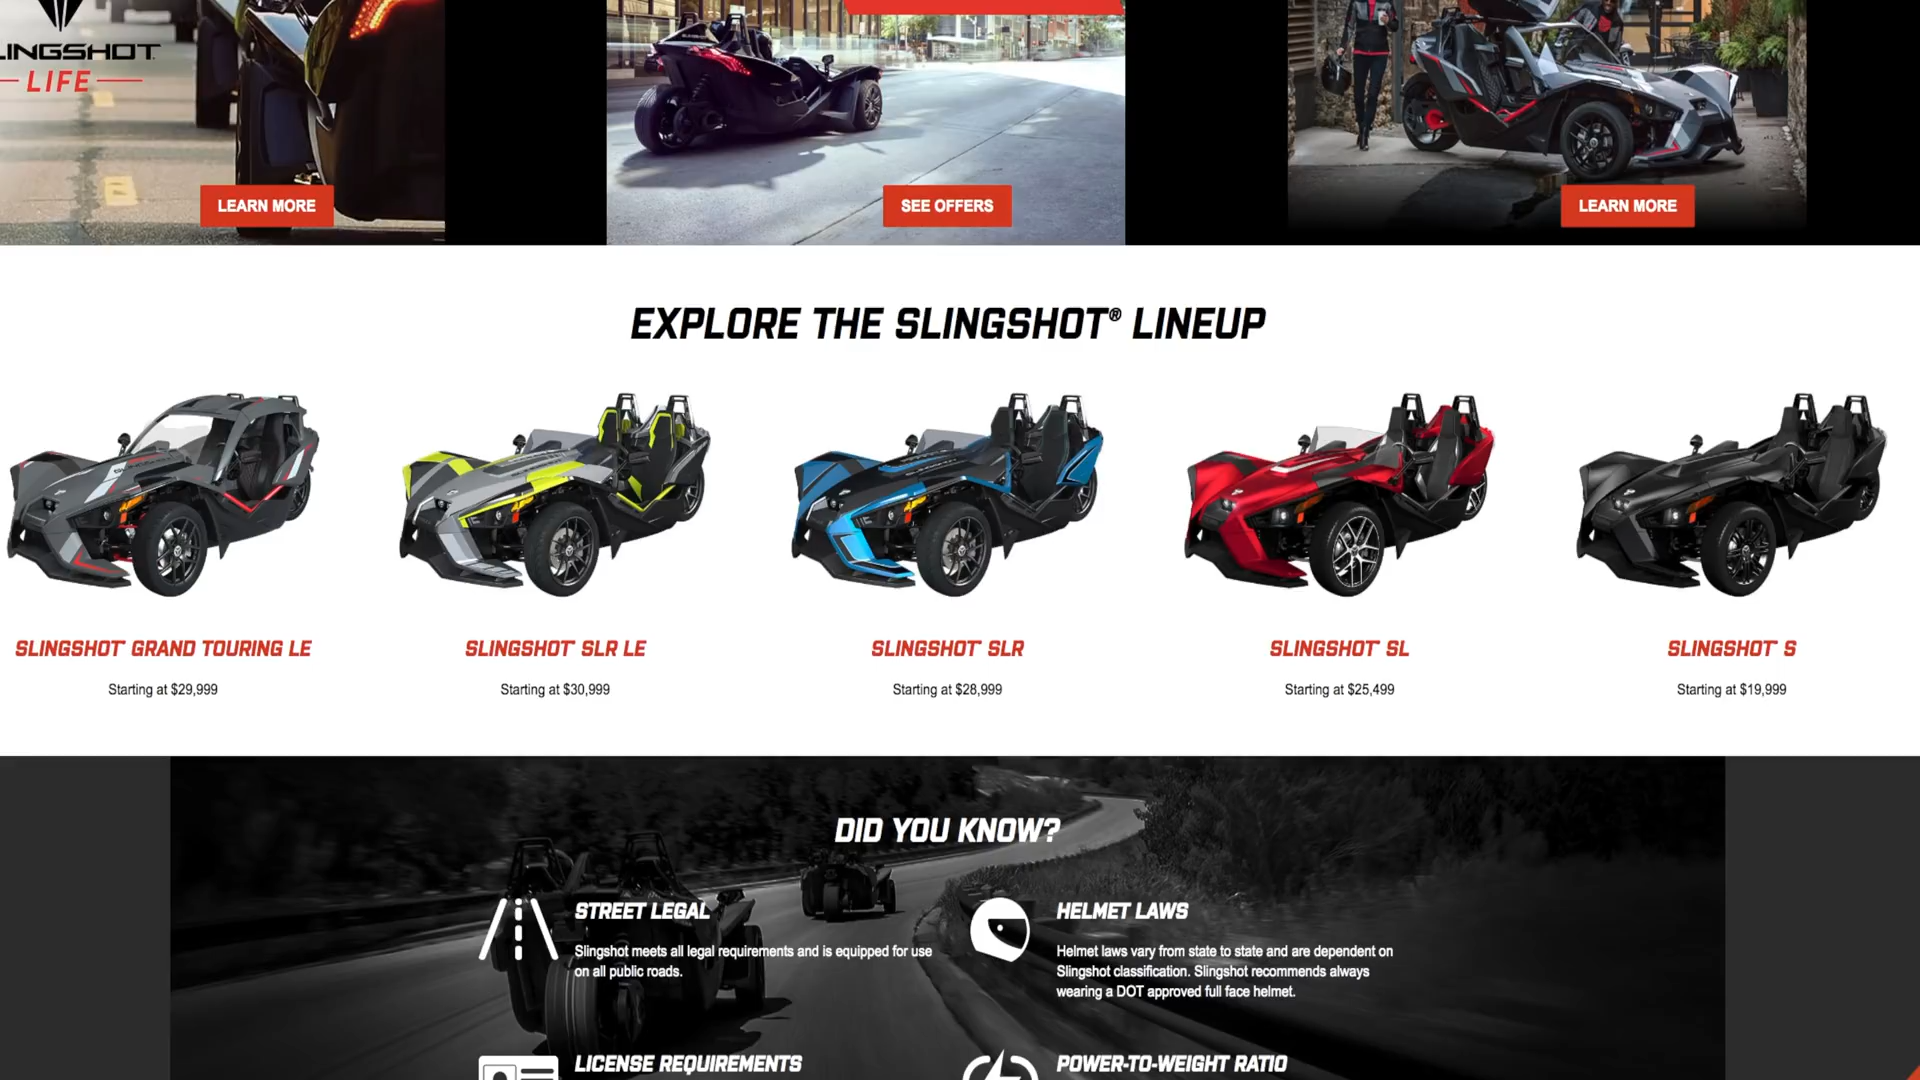 LINGSHOT
LIFE
LEARN MORE
SEE OFFERS
LEARN MORE
EXPLORE THE SLINGSHOT® LINEUP
SLINGSHOT GRAND TOURING LE
SLINGSHOT SLR LE
SLINGSHOT SLR
SLINGSHOT SL
SLINGSHOT S
Starting at $29,999
Starting at $30,999
Starting at $28,999
Starting at $25,499
Starting at $19,999
DID YOU KNOW?
STREET LEGAL
Slingshot meets all legal requirements and is equipped for use
on all public roads.
HELMET LAWS
Helmet laws vary from state to state and are dependent on
Slingshot classification. Slingshot recommends always
wearing a DOT approved full face helmet.
LICENSE REQUIREMENTS
POWER-TO-WEIGHT RATIO